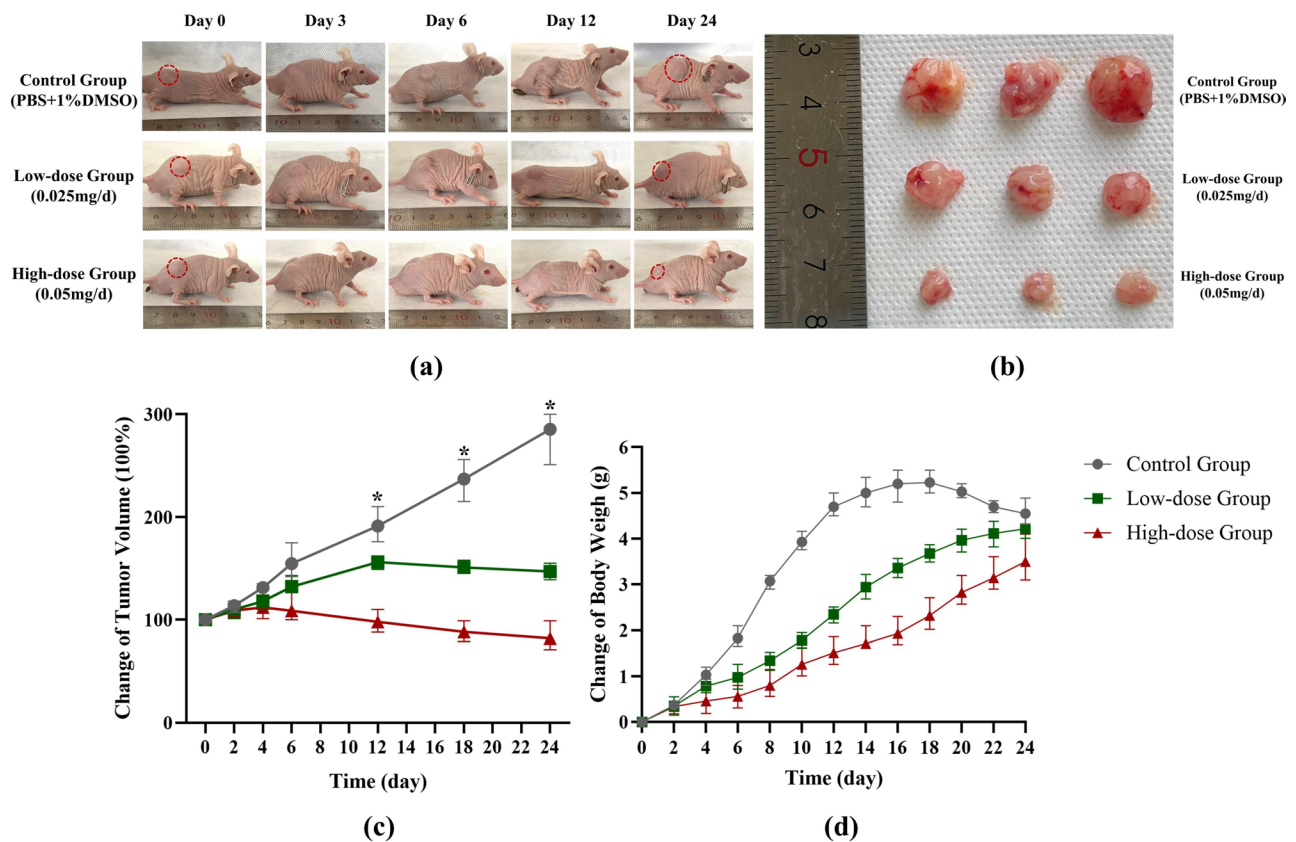 Day 0 Day 3 Day 6 Day 12 Day 24
Control Group
(PBS+1%DMSO)
Low-dose Group
(0.025mg/d)
High-dose Group
(0.05mg/d)
(a)
3
4
5
6
7
8
Control Group
(PBS+1%DMSO)
Low-dose Group
(0.025mg/d)
High-dose Group
(0.05mg/d)
(b)
Change of Tumor Volume (100%)
300
200
100
0
* * *
0 2 4 6 8 10 12 14 16 18 20 22 24
Time (day)
(c)
Change of Body Weigh (g)
6
5
4
3
2
1
0
0 2 4 6 8 10 12 14 16 18 20 22 24
Time (day)
(d)
Control Group
Low-dose Group
High-dose Group